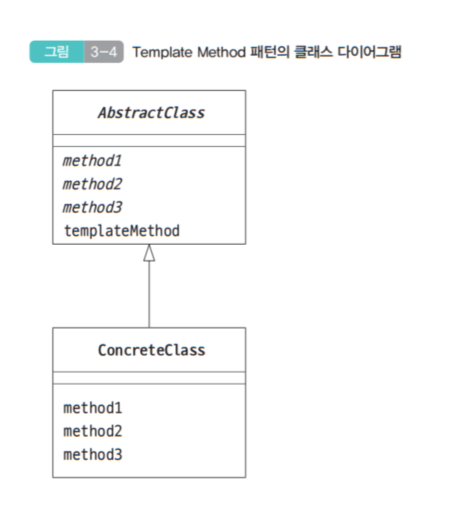 그림 3-4 Template Method 패턴의 클래스 다이어그램
AbstractClass
method1
method2
method3
templateMethod
ConcreteClass
method1
method2
method3